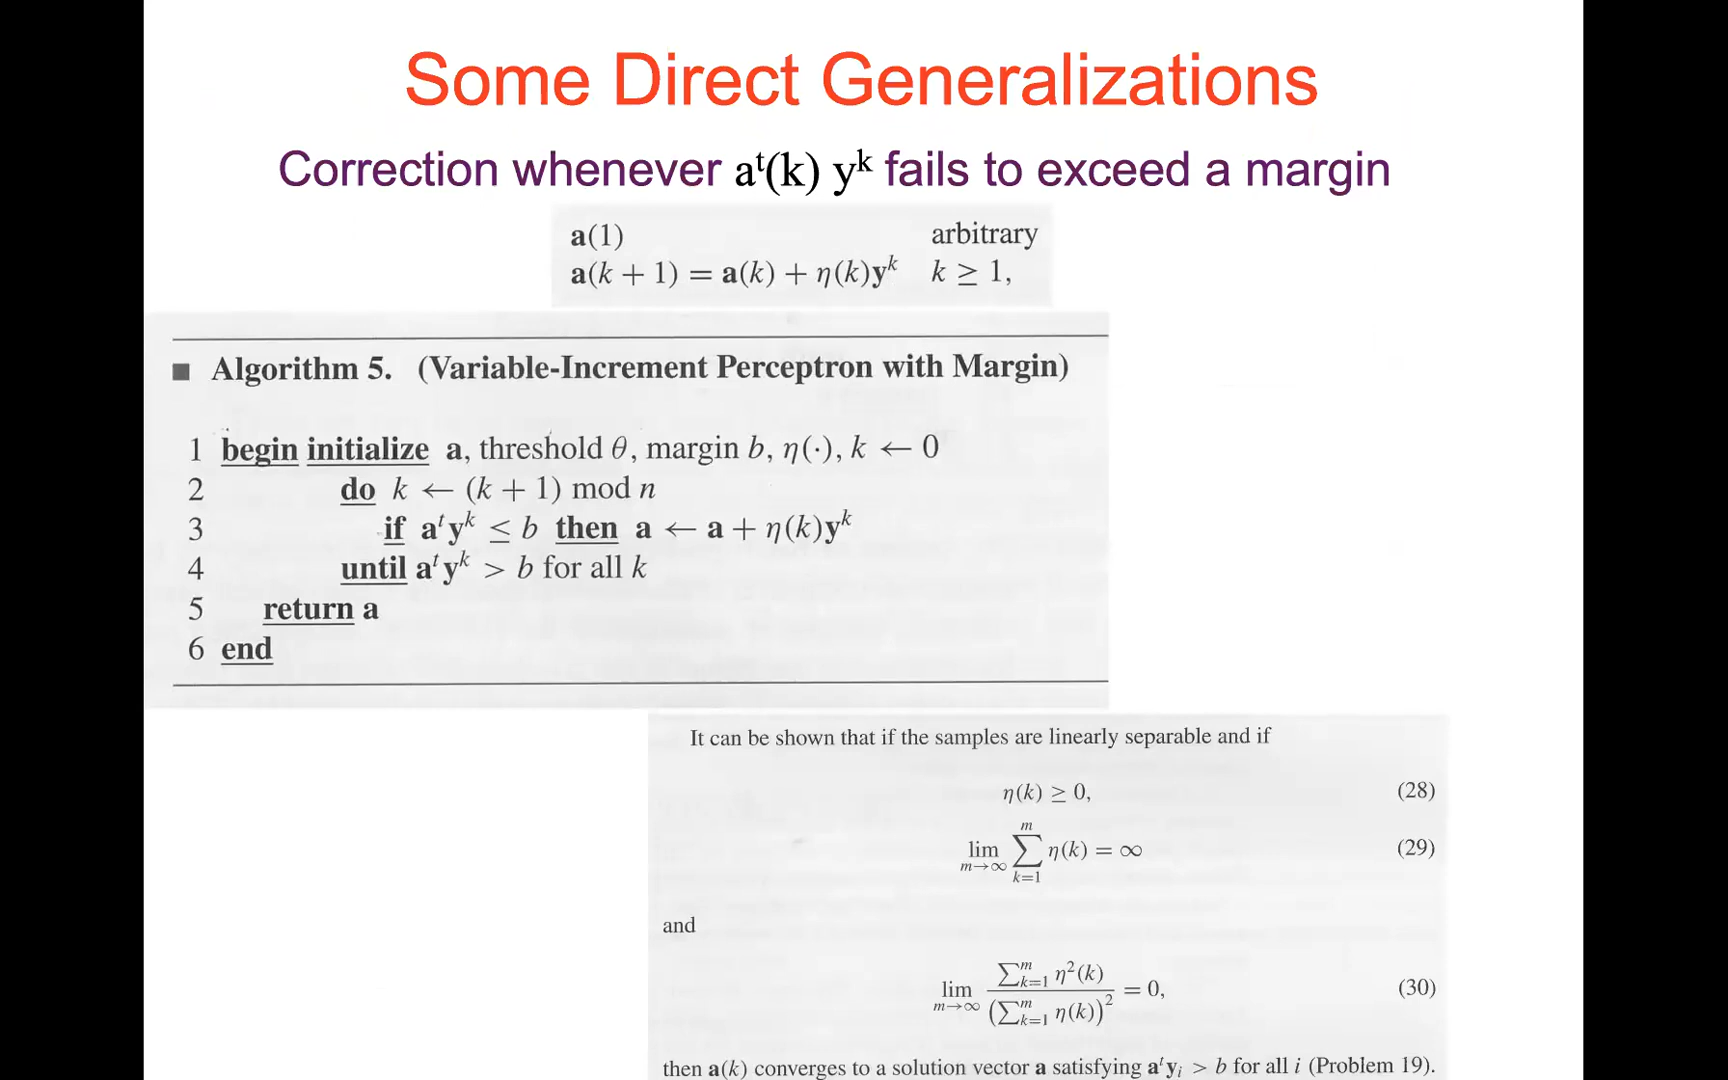 Some Direct Generalizations
Correction whenever aᵗ(k) yᵏ fails to exceed a margin
a(1) arbitrary
a(k + 1) = a(k) + η(k)yᵏ k ≥ 1,
■ Algorithm 5. (Variable-Increment Perceptron with Margin)
1 begin initialize a, threshold θ, margin b, η(·), k ← 0
2 do k ← (k + 1) mod n
3 if aᵗyᵏ ≤ b then a ← a + η(k)yᵏ
4 until aᵗyᵏ > b for all k
5 return a
6 end
It can be shown that if the samples are linearly separable and if
η(k) ≥ 0, (28)
lim_{m→∞} ∑_{k=1}^{m} η(k) = ∞ (29)
and
lim_{m→∞} ∑_{k=1}^{m} η²(k) / (∑_{k=1}^{m} η(k))² = 0, (30)
then a(k) converges to a solution vector a satisfying aᵗyᵢ > b for all i (Problem 19).